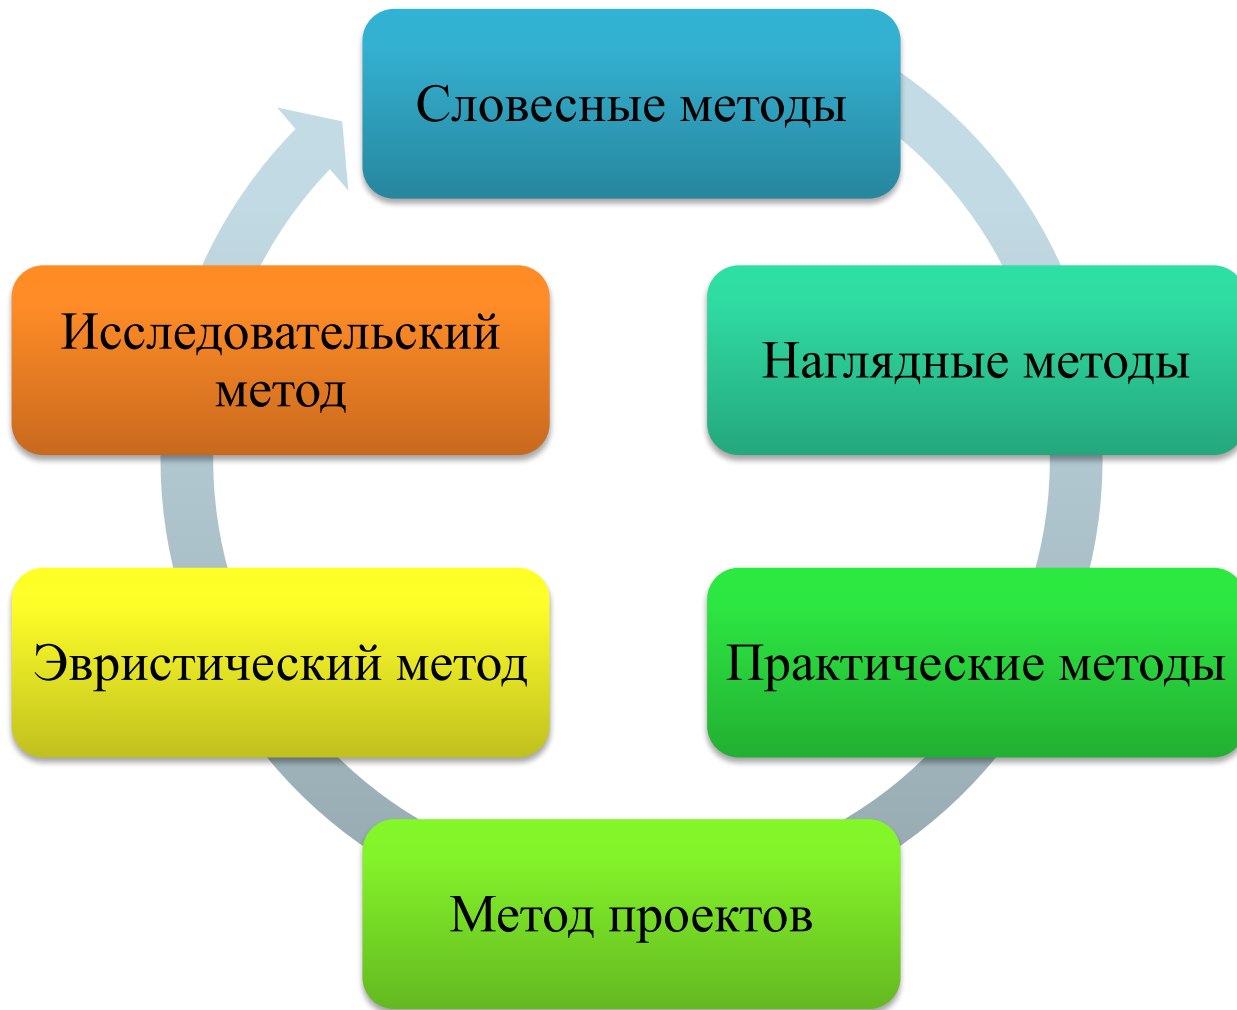 Словесные методы
Наглядные методы
Практические методы
Метод проектов
Эвристический метод
Исследовательский
метод